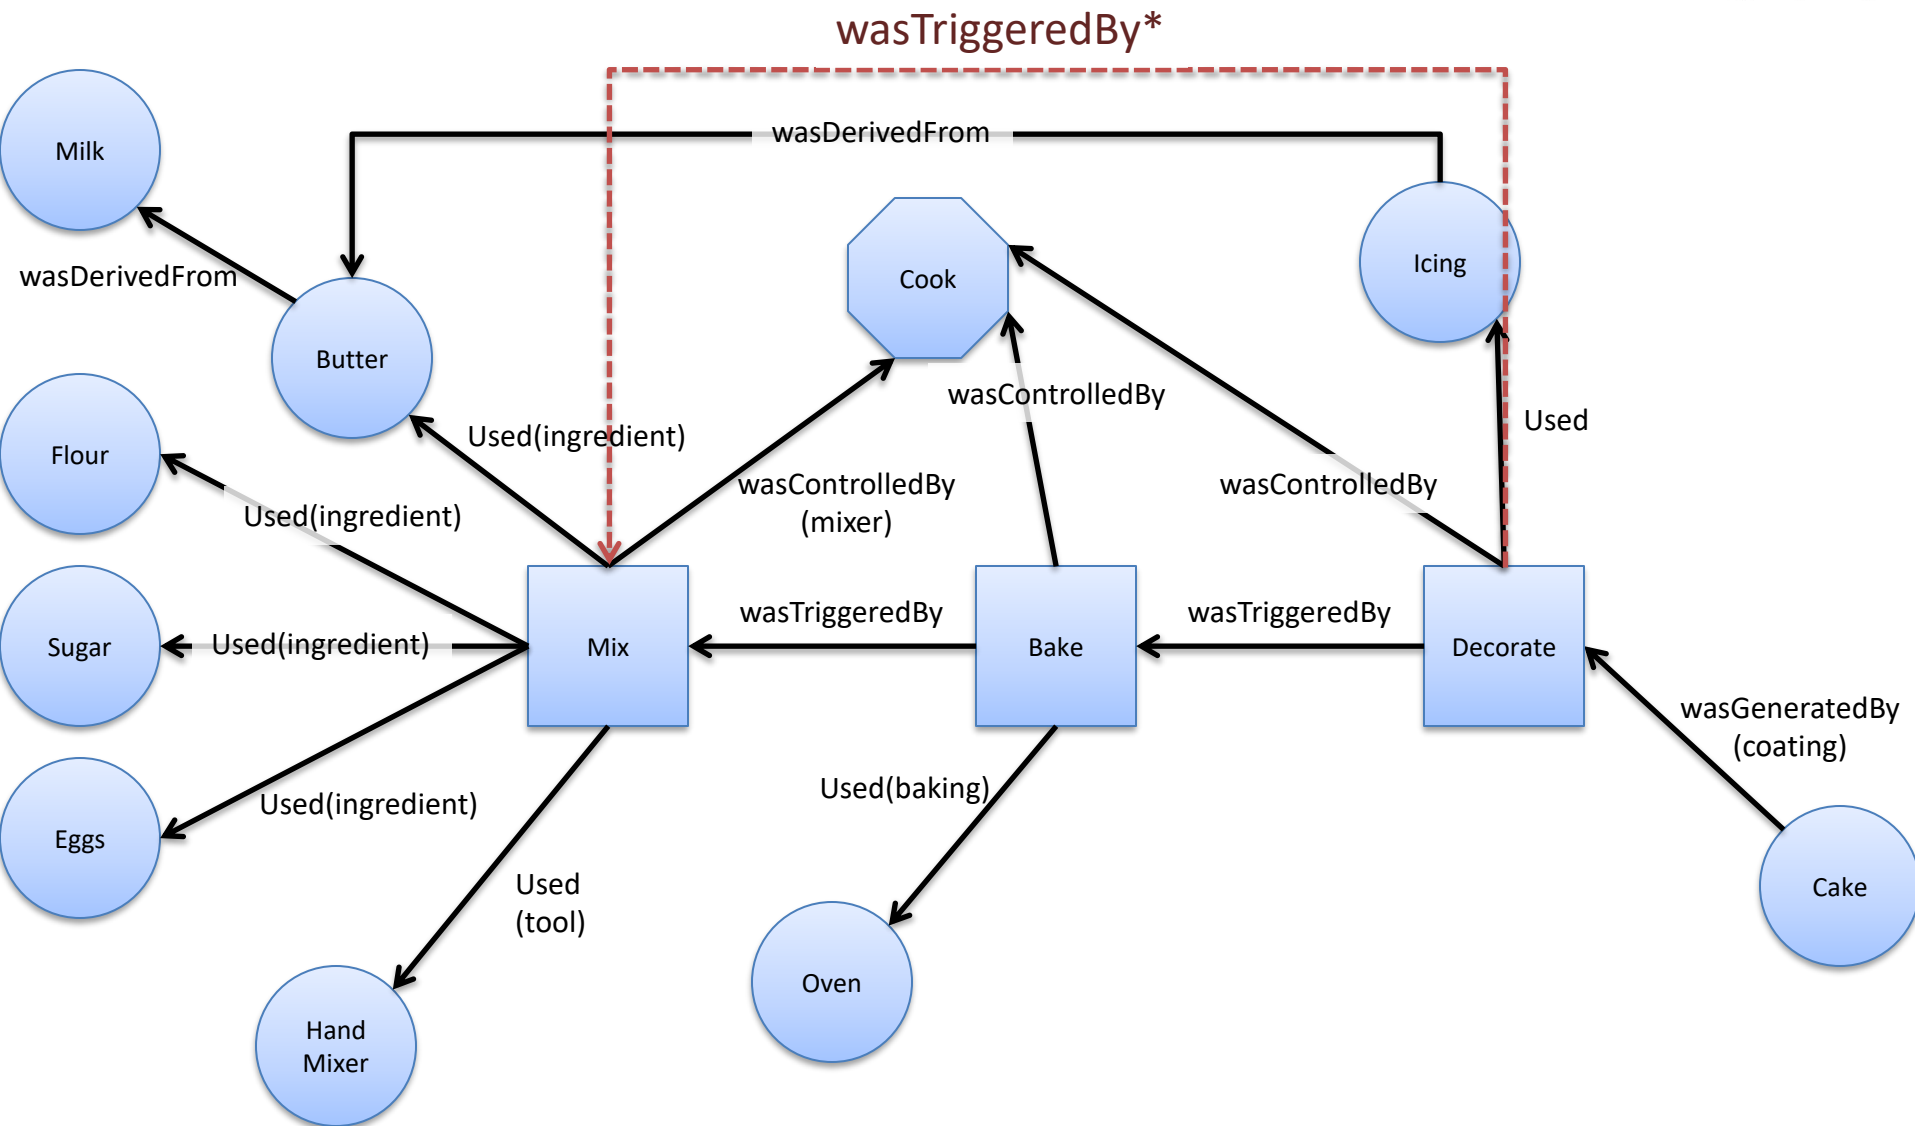 wasTriggeredBy*
wasDerivedFrom
Milk
Icing
Cook
wasDerivedFrom
Butter
wasControlledBy
Used
Used(ingredient)
Flour
wasControlledBy
(mixer)
wasControlledBy
Used(ingredient)
wasTriggeredBy
wasTriggeredBy
Sugar
Used(ingredient)
Mix
Bake
Decorate
wasGeneratedBy
(coating)
Used(baking)
Used(ingredient)
Eggs
Used
(tool)
Cake
Oven
Hand
Mixer